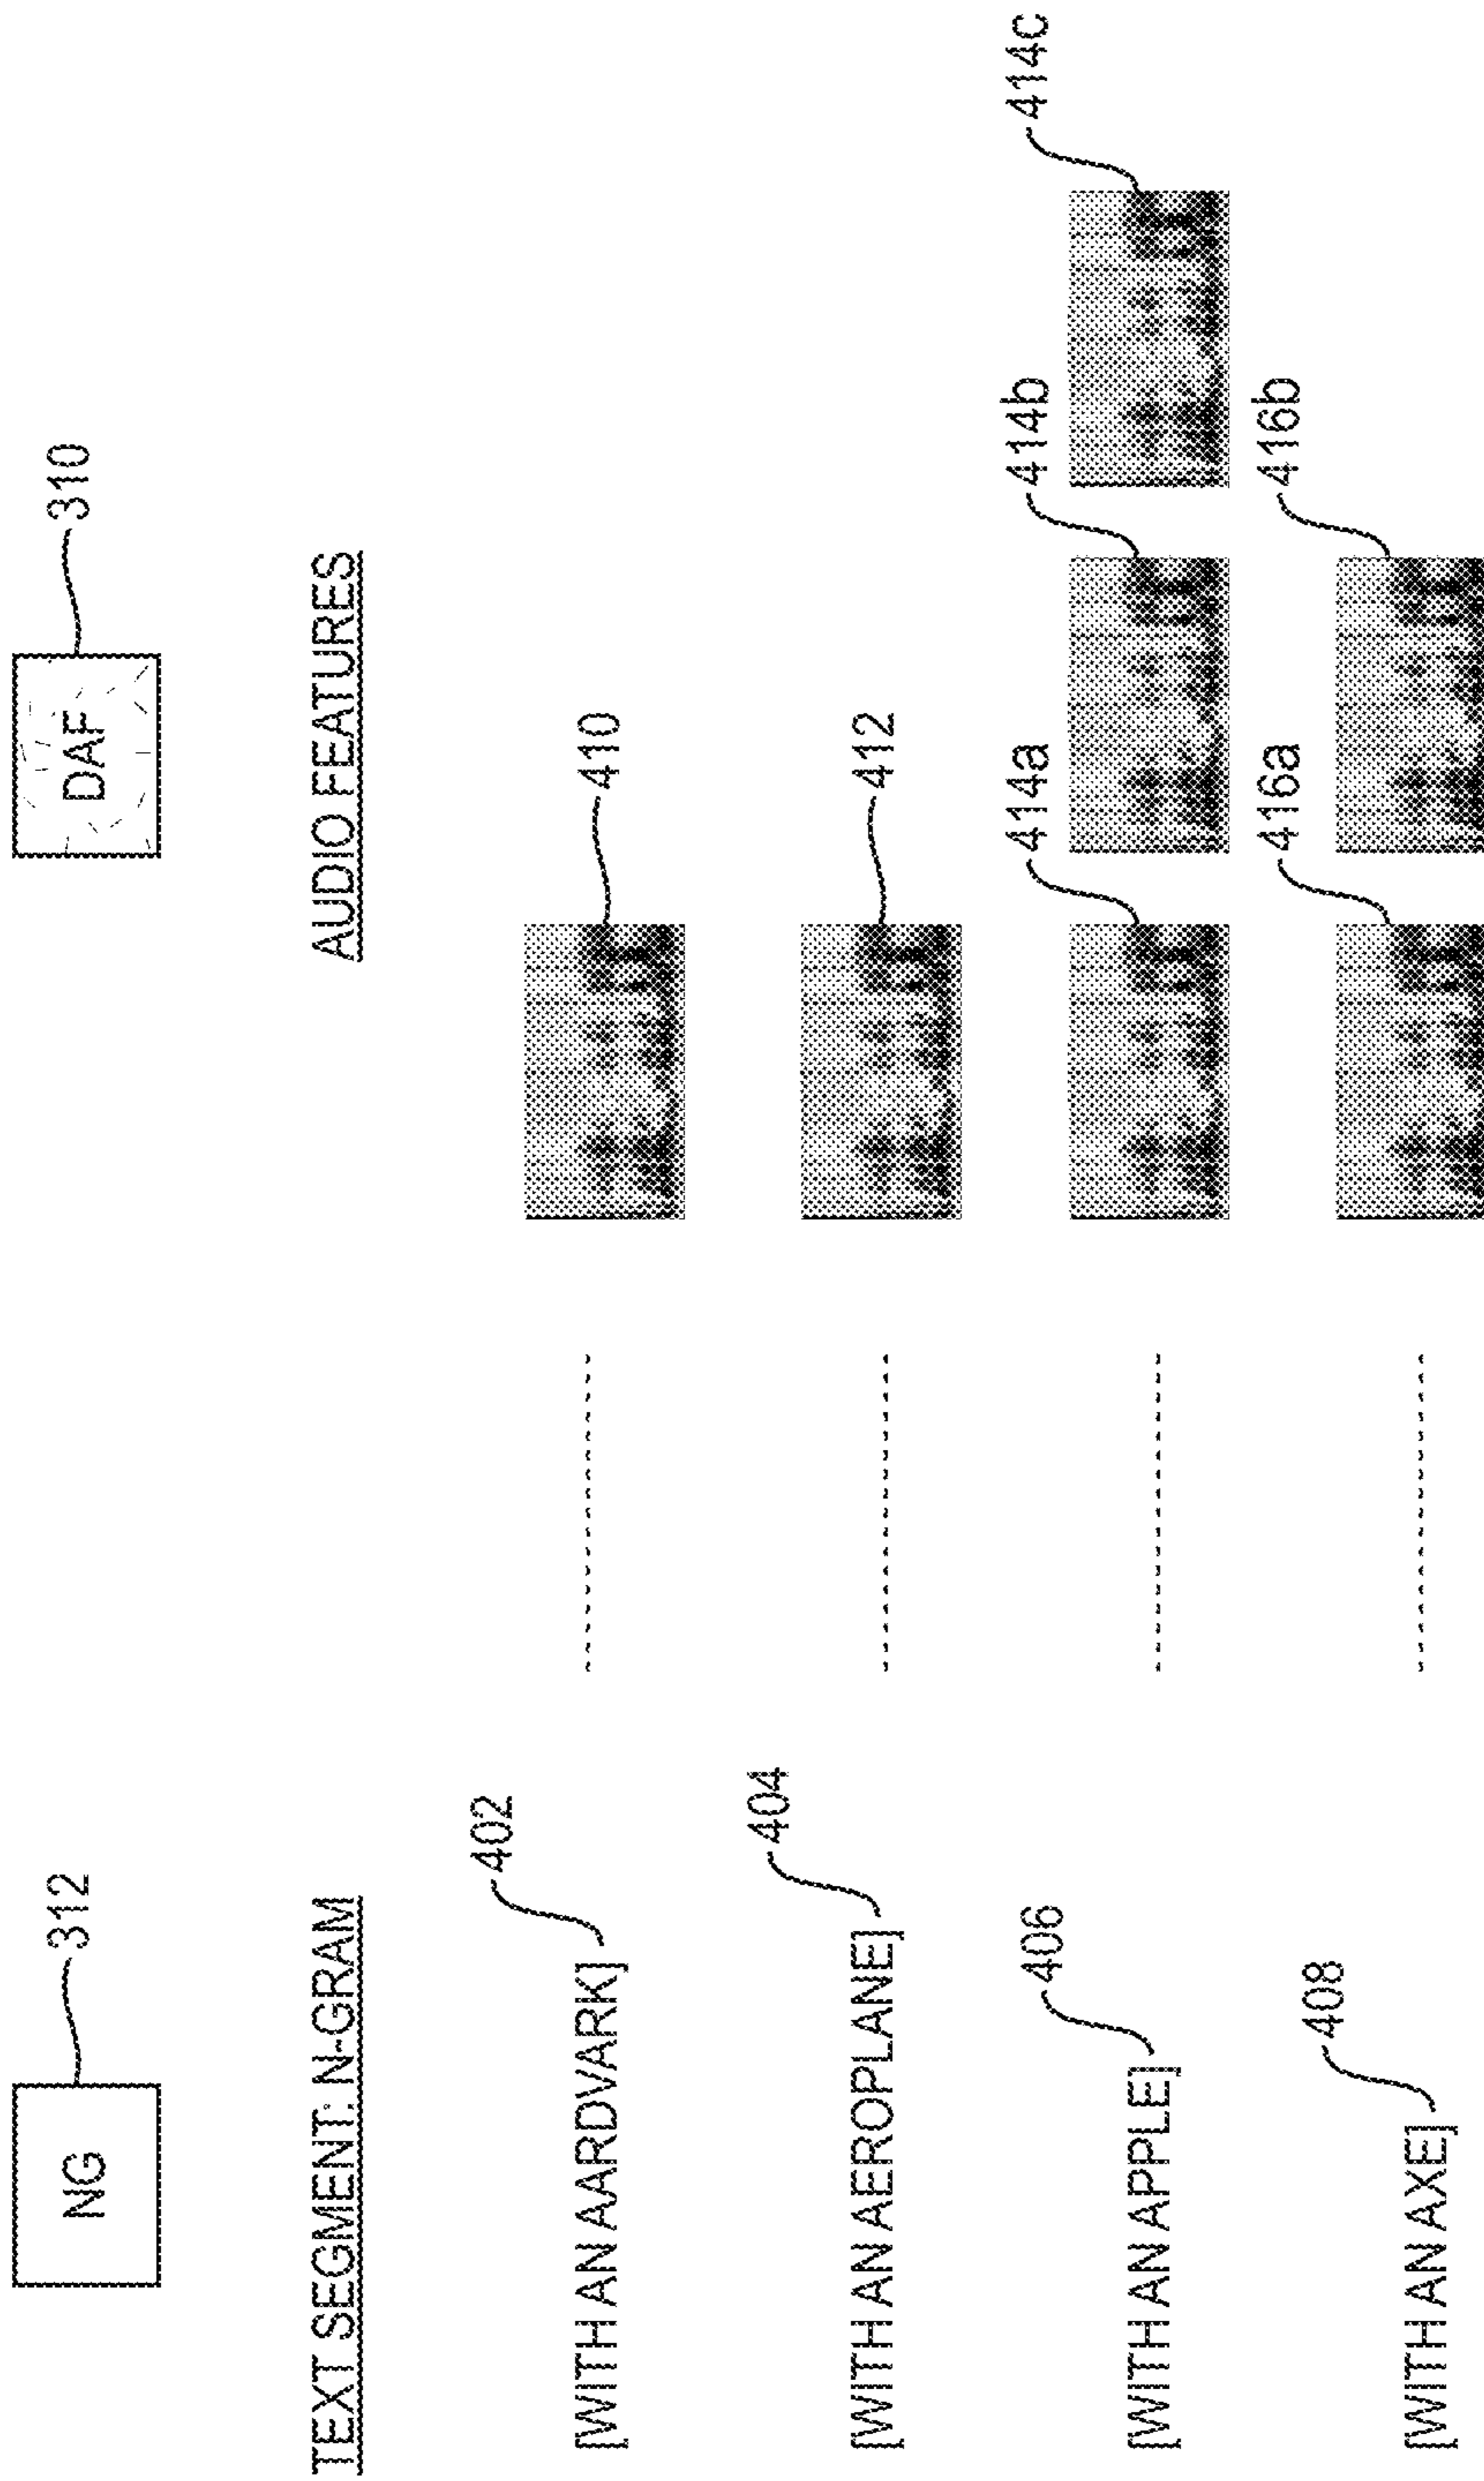 NG 312
DAF 310
TEXT SEGMENT: N-GRAM
AUDIO FEATURES
402
[WITH AN AARDVARK]
410
404
[WITH AN AEROPLANE]
412
406
[WITH AN APPLE]
414a 414b 414c
408
[WITH AN AXE]
416a 416b